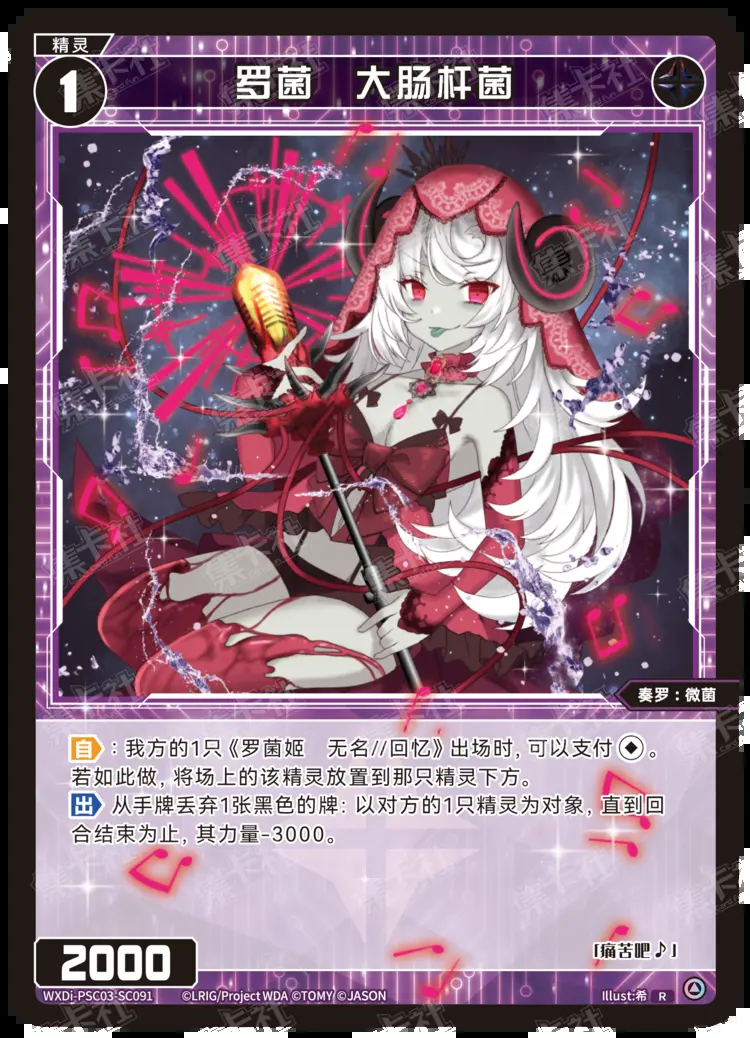 精灵
1
罗菌 大肠杆菌
奏罗：微菌
自：我方的1只《罗菌姬 无名//回忆》出场时，可以支付◆。
若如此做，将场上的该精灵放置到那只精灵下方。
出 从手牌丢弃1张黑色的牌：以对方的1只精灵为对象，直到回
合结束为止，其力量-3000。
「痛苦吧♪」
2000
WXDi-PSC03-SC091 ©LRIG/Project WDA ©TOMY ©JASON Illust:希 R
集卡社